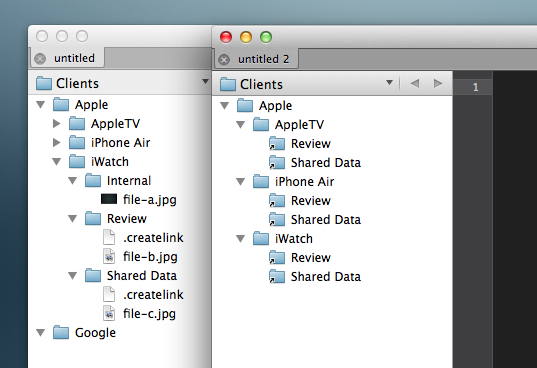 untitled
Clients
Apple
AppleTV
iPhone Air
iWatch
Internal
file-a.jpg
Review
.createlink
file-b.jpg
Shared Data
.createlink
file-c.jpg
Google
untitled 2
Clients
Apple
AppleTV
Review
Shared Data
iPhone Air
Review
Shared Data
iWatch
Review
Shared Data
1